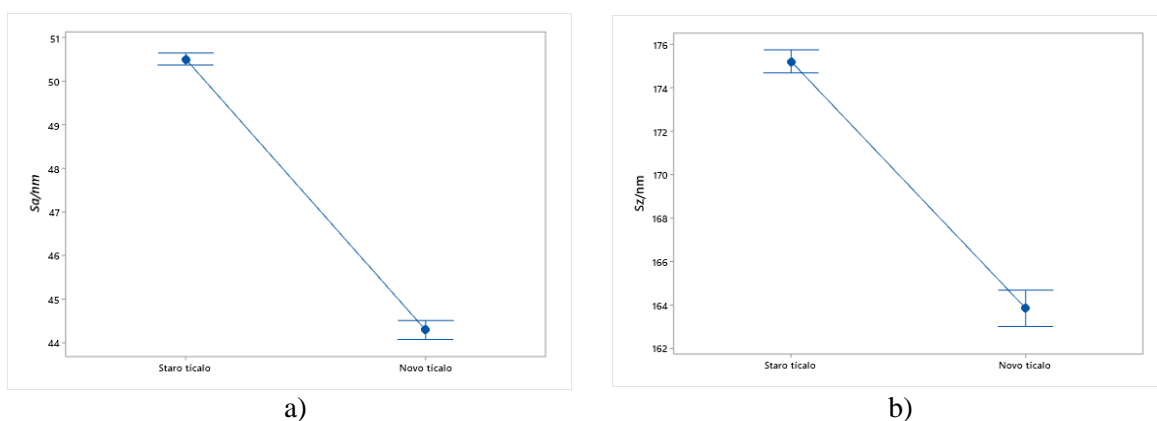 51
50
49
48
47
46
45
44
Sa/nm
Staro ticalo
Novo ticalo
a)
176
174
172
170
168
166
164
162
Sz/nm
Staro ticalo
Novo ticalo
b)